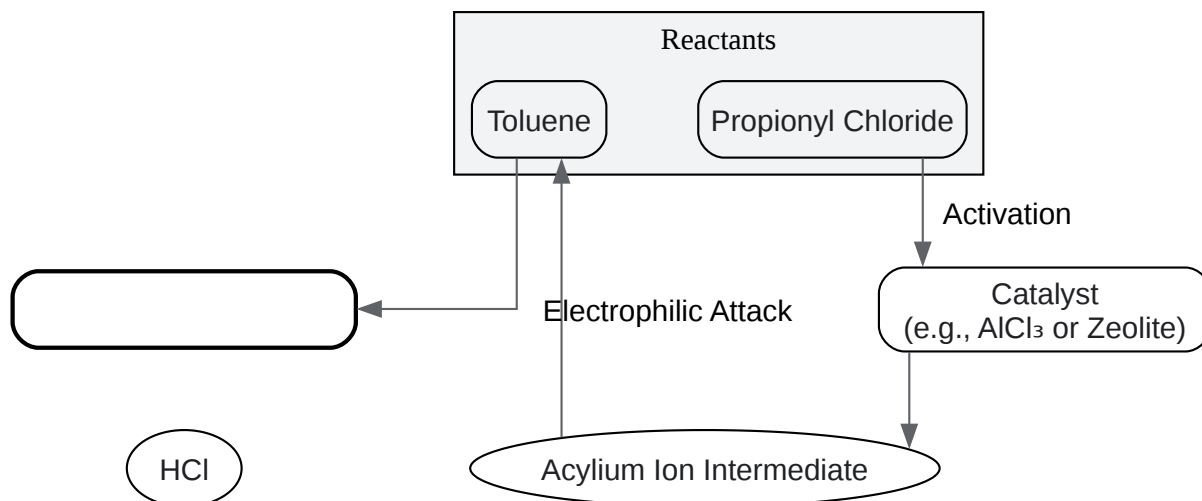 Reactants
Toluene
Propionyl Chloride
Activation
Catalyst
(e.g., AlCl₃ or Zeolite)
Electrophilic Attack
HCl
Acylium Ion Intermediate